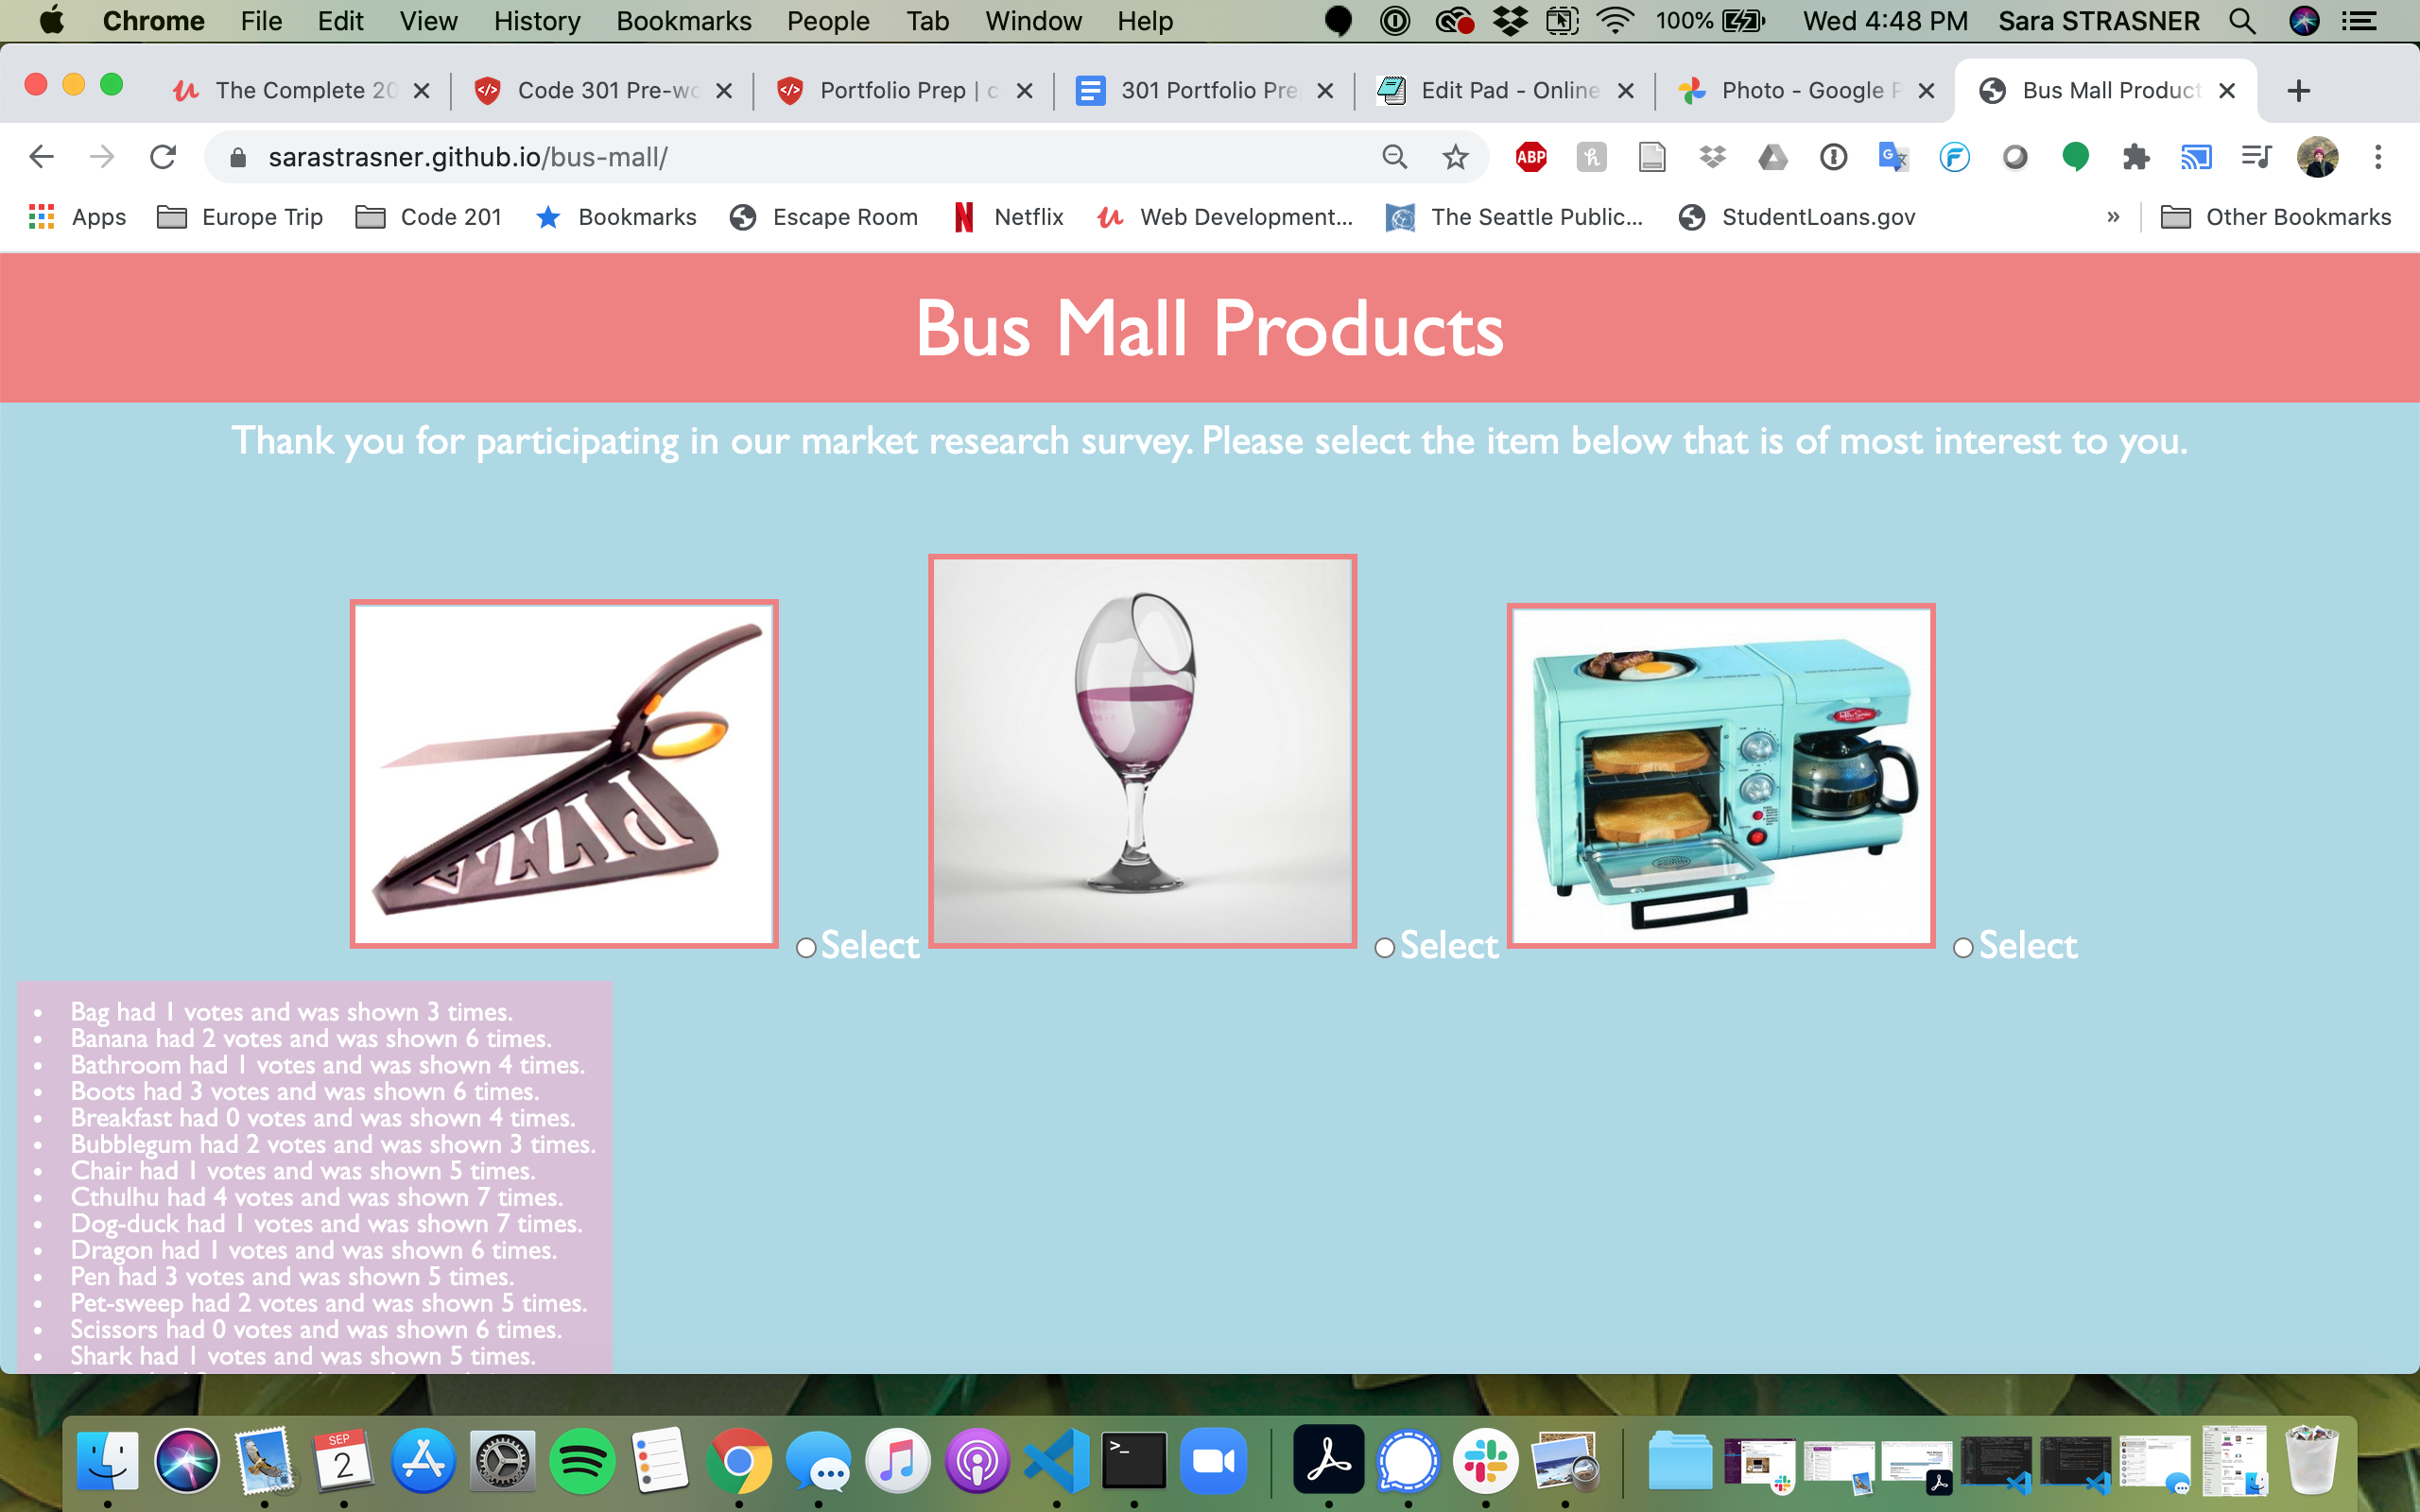 Chrome File Edit View History Bookmarks People Tab Window Help 100% Wed 4:48 PM Sara STRASNER
The Complete 20 Code 301 Pre-wo Portfolio Prep | c 301 Portfolio Pre Edit Pad - Online Photo - Google P Bus Mall Product
sarastrasner.github.io/bus-mall/ ABP
Apps Europe Trip Code 201 Bookmarks Escape Room Netflix Web Development... The Seattle Public... StudentLoans.gov » Other Bookmarks
Bus Mall Products
Thank you for participating in our market research survey. Please select the item below that is of most interest to you.
PIZZA
Select Select Select
• Bag had 1 votes and was shown 3 times.
• Banana had 2 votes and was shown 6 times.
• Bathroom had 1 votes and was shown 4 times.
• Boots had 3 votes and was shown 6 times.
• Breakfast had 0 votes and was shown 4 times.
• Bubblegum had 2 votes and was shown 3 times.
• Chair had 1 votes and was shown 5 times.
• Cthulhu had 4 votes and was shown 7 times.
• Dog-duck had 1 votes and was shown 7 times.
• Dragon had 1 votes and was shown 6 times.
• Pen had 3 votes and was shown 5 times.
• Pet-sweep had 2 votes and was shown 5 times.
• Scissors had 0 votes and was shown 6 times.
• Shark had 1 votes and was shown 5 times.
SEP
2